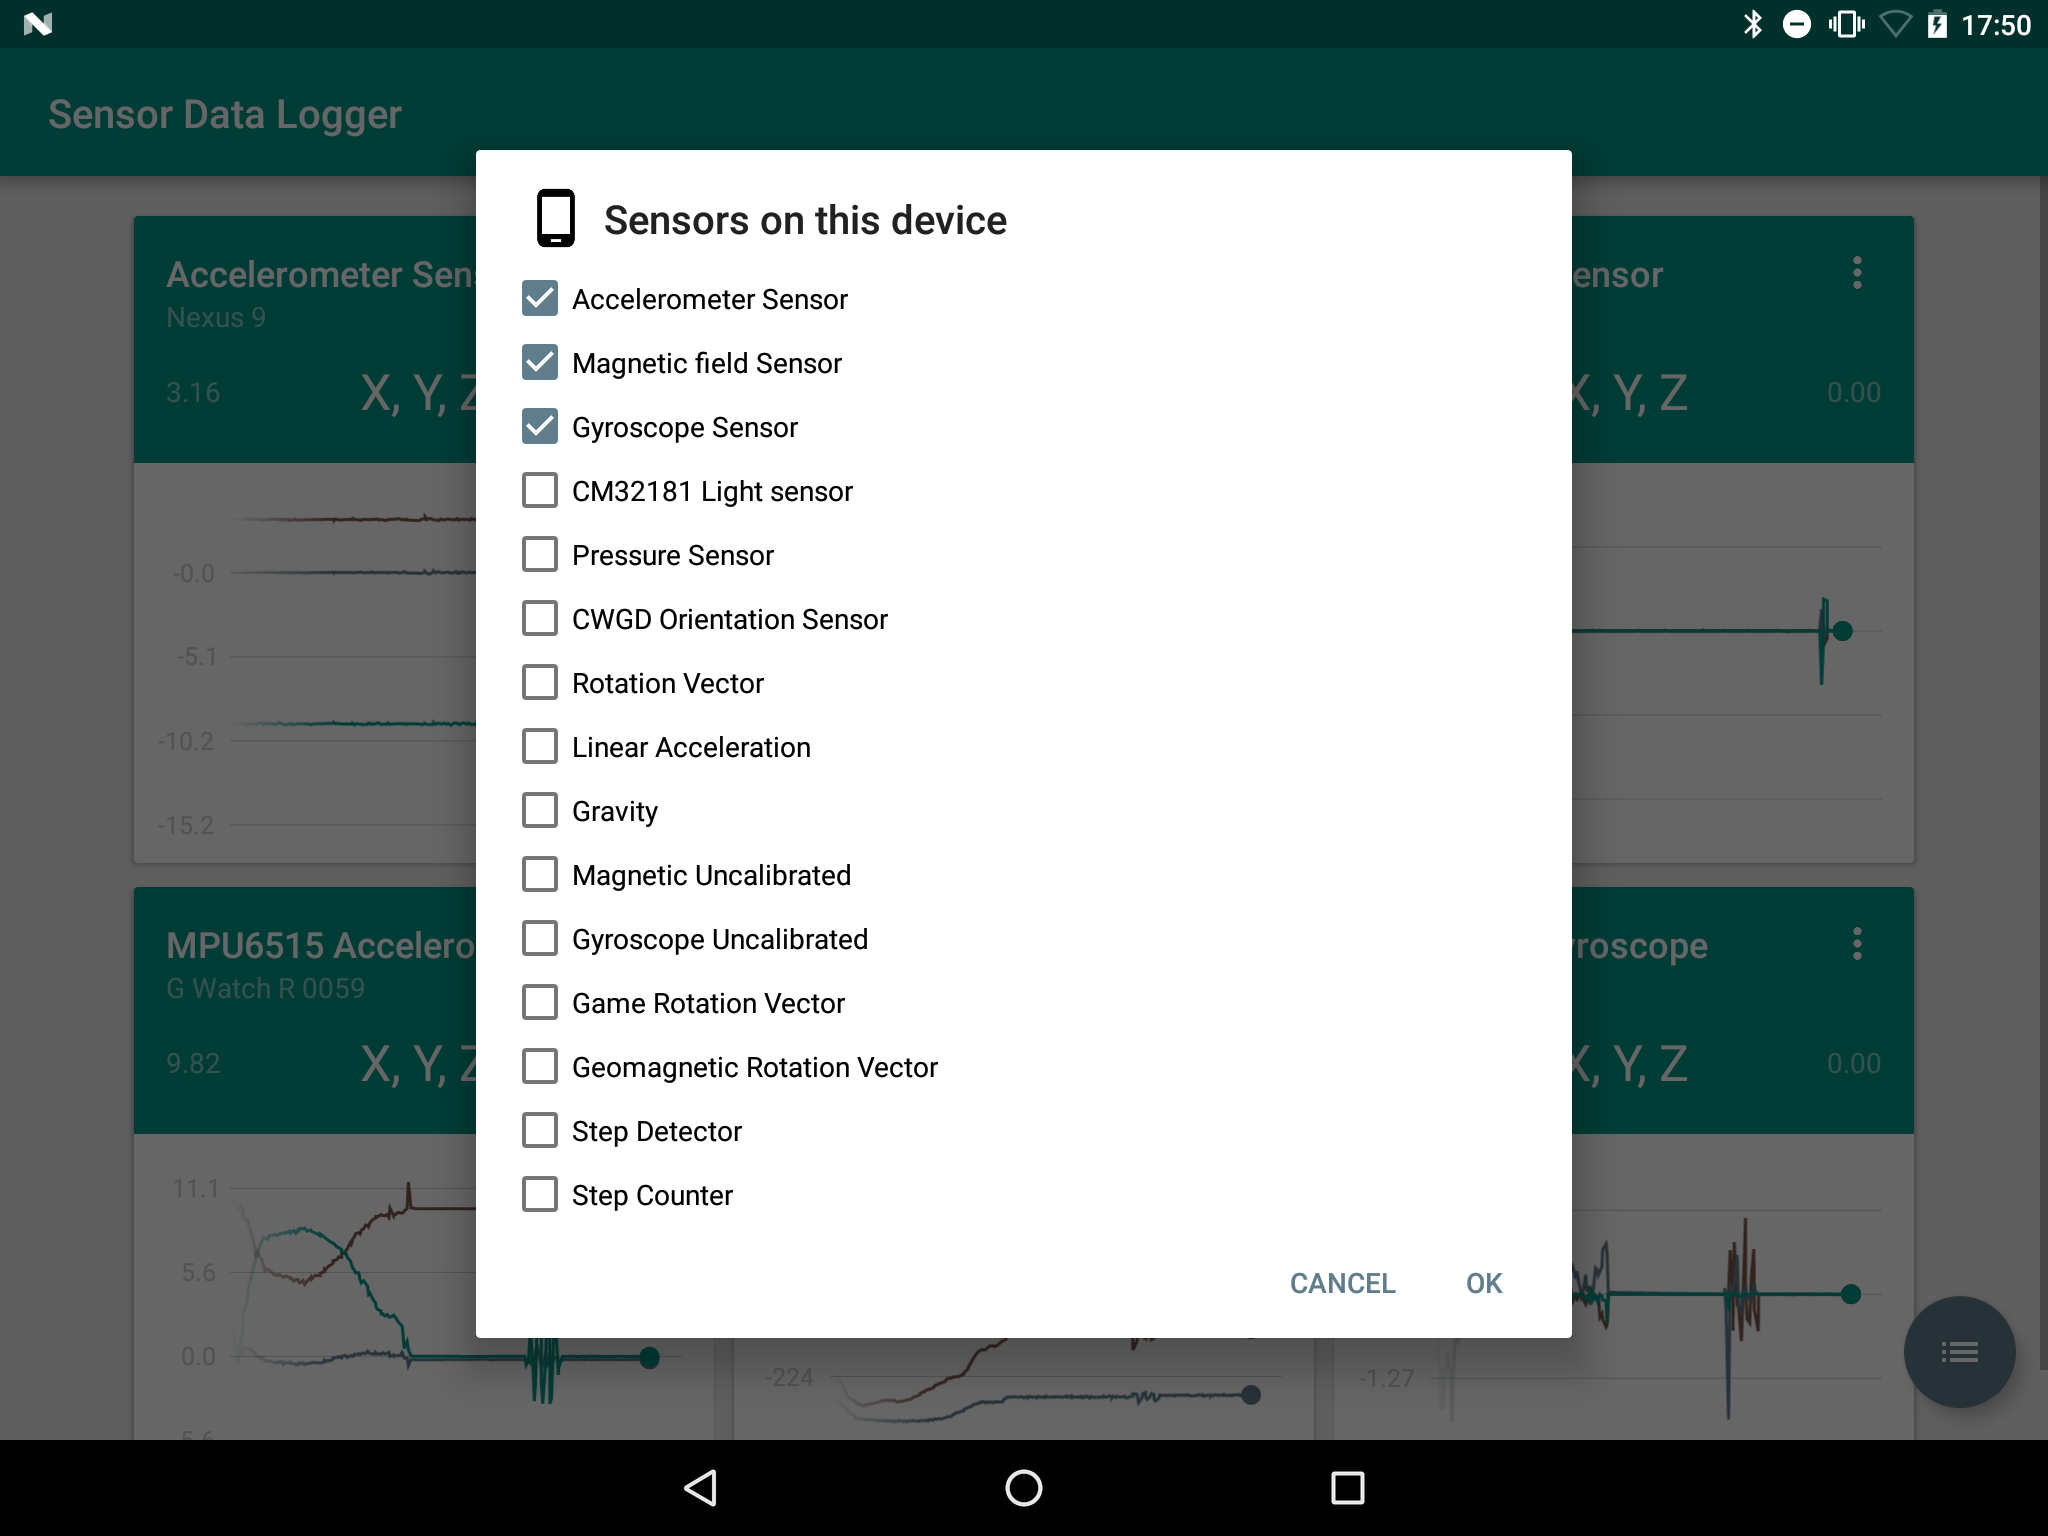 17:50
Sensor Data Logger
Sensors on this device
Accelerometer Sensor
Magnetic field Sensor
Gyroscope Sensor
CM32181 Light sensor
Pressure Sensor
CWGD Orientation Sensor
Rotation Vector
Linear Acceleration
Gravity
Magnetic Uncalibrated
Gyroscope Uncalibrated
Game Rotation Vector
Geomagnetic Rotation Vector
Step Detector
Step Counter
CANCEL OK
Accelerometer
Nexus 9
3.16 X, Y, Z
-0.0
-5.1
-10.2
-15.2
X, Y, Z 0.00
MPU6515
G Watch R 0059
9.82 X, Y, Z
11.1
5.6
0.0
-224
X, Y, Z 0.00
-1.27